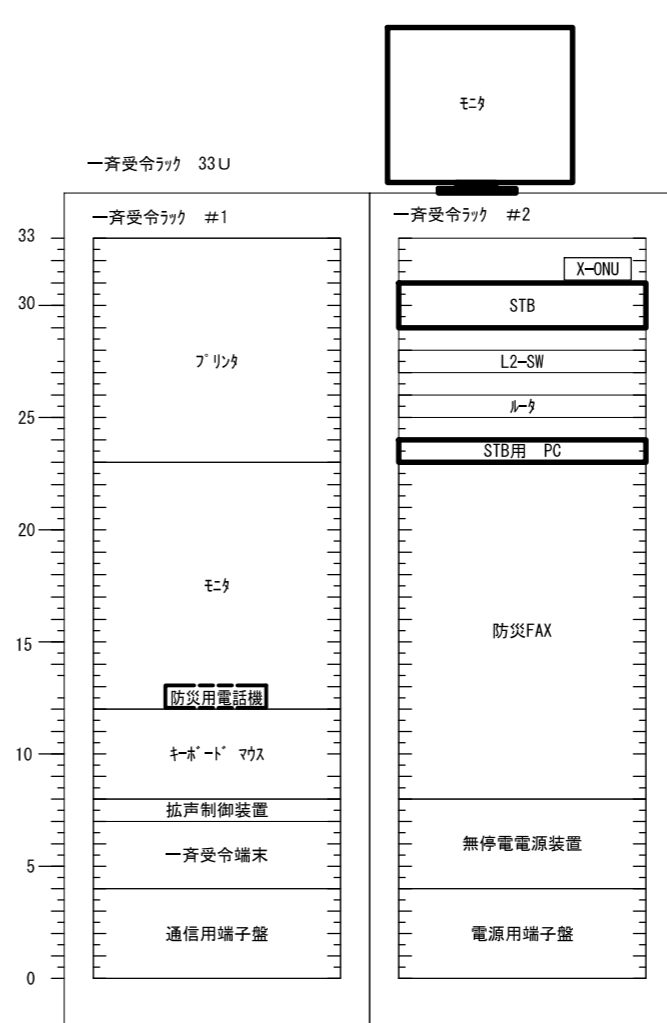 ﾓﾆﾀ
一斉受令ﾗｯｸ 33U
一斉受令ﾗｯｸ #1
一斉受令ﾗｯｸ #2
33
30
25
20
15
10
5
0
ﾌﾟﾘﾝﾀ
ﾓﾆﾀ
防災用電話機
ｷｰﾎﾞｰﾄﾞ ﾏｳｽ
拡声制御装置
一斉受令端末
通信用端子盤
X-ONU
STB
L2-SW
ﾙｰﾀ
STB用 PC
防災FAX
無停電電源装置
電源用端子盤